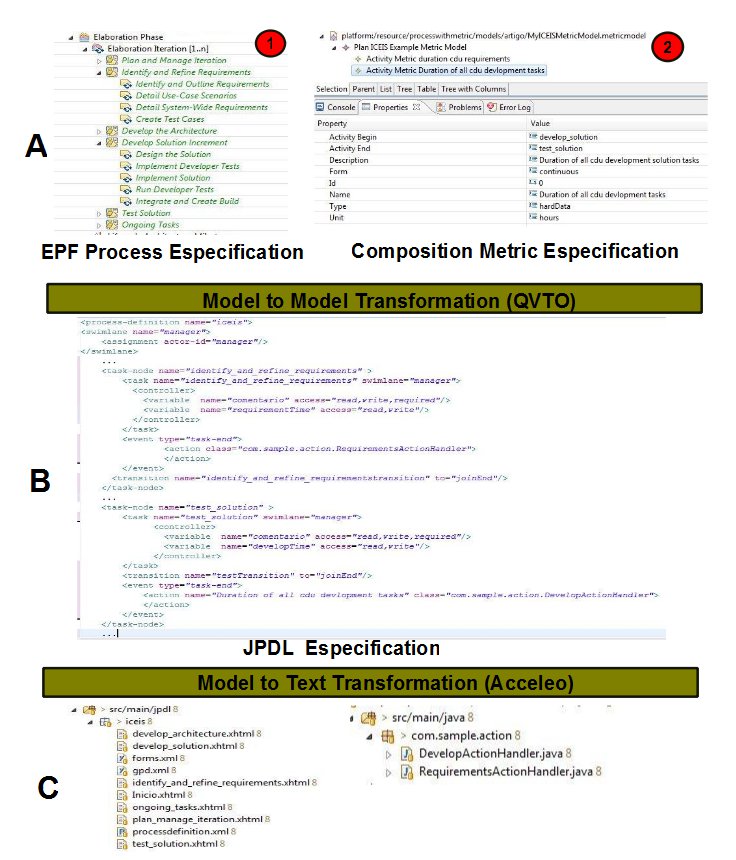 Elaboration Phase
Elaboration Iteration [1..n]
Plan and Manage Iteration
Identify and Refine Requirements
Identify and Outline Requirements
Detail Use-Case Scenarios
Detail System-Wide Requirements
Create Test Cases
Develop the Architecture
Develop Solution Increment
Design the Solution
Implement Developer Tests
Implement Solution
Run Developer Tests
Integrate and Create Build
Test Solution
Ongoing Tasks
1
A
EPF Process Especification
platform:/resource/processwithmetric/models/artigo/MyICEISMetricModel.metricmodel
Plan ICEIS Example Metric Model
Activity Metric duration cdu requirements
Activity Metric Duration of all cdu devlopment tasks
2
Selection Parent List Tree Table Tree with Columns
Console Properties Problems Error Log
Property Value
Activity Begin develop_solution
Activity End test_solution
Description Duration of all cdu development solution tasks
Form continuous
Id 0
Name Duration of all cdu devlopment tasks
Type hardData
Unit hours
Composition Metric Especification
Model to Model Transformation (QVTO)
<process-definition name="iceis">
<swimlane name="manager">
<assignment actor-id="manager"/>
</swimlane>
...
<task-node name="identify_and_refine_requirements" >
<task name="identify_and_refine_requirements" swimlane="manager">
<controller>
<variable name="comentario" access="read,write,required"/>
<variable name="requirementTime" access="read,write"/>
</controller>
</task>
<event type="task-end">
<action class="com.sample.action.RequirementsActionHandler">
</action>
</event>
<transition name="identify_and_refine_requirementstransition" to="joinEnd"/>
</task-node>
...
<task-node name="test_solution" >
<task name="test_solution" swimlane="manager">
<controller>
<variable name="comentario" access="read,write,required"/>
<variable name="developTime" access="read,write"/>
</controller>
</task>
<transition name="testTransition" to="joinEnd"/>
<event type="task-end">
<action name="Duration of all cdu devlopment tasks" class="com.sample.action.DevelopActionHandler">
</action>
</event>
</task-node>
...
B
JPDL Especification
Model to Text Transformation (Acceleo)
> src/main/jpdl 8
> iceis 8
develop_architecture.xhtml 8
develop_solution.xhtml 8
forms.xml 8
gpd.xml 8
identify_and_refine_requirements.xhtml 8
Inicio.xhtml 8
ongoing_tasks.xhtml 8
plan_manage_iteration.xhtml 8
processdefinition.xml 8
test_solution.xhtml 8
C
> src/main/java 8
> com.sample.action 8
DevelopActionHandler.java 8
RequirementsActionHandler.java 8